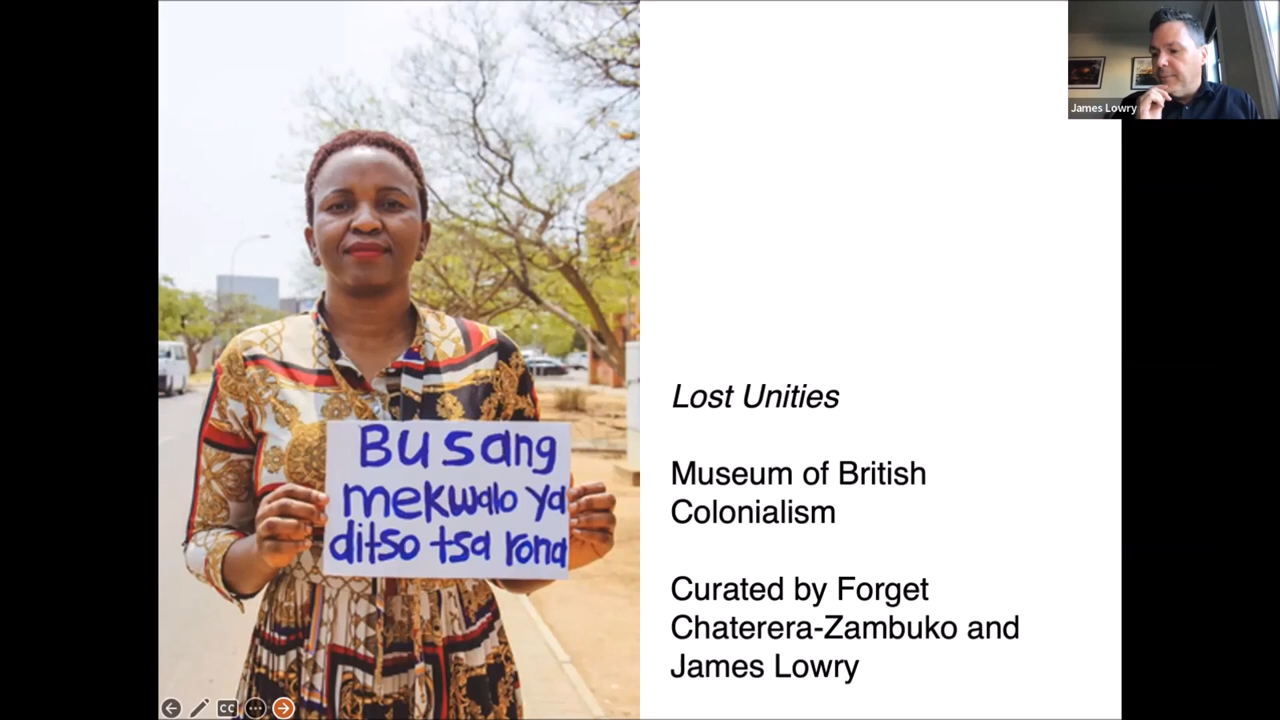 Busang
mekwalo ya
ditso tsa rona
Lost Unities
Museum of British
Colonialism
Curated by Forget
Chaterera-Zambuko and
James Lowry
James Lowry
CC